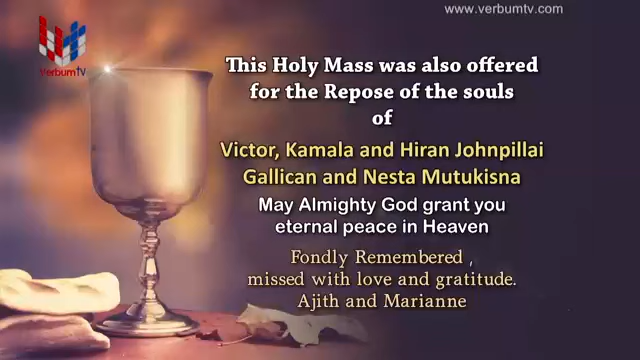 www.verbumtv.com
VerbumTV
This Holy Mass was also offered
for the Repose of the souls
of
Victor, Kamala and Hiran Johnpillai
Gallican and Nesta Mutukisna
May Almighty God grant you
eternal peace in Heaven
Fondly Remembered ,
missed with love and gratitude.
Ajith and Marianne